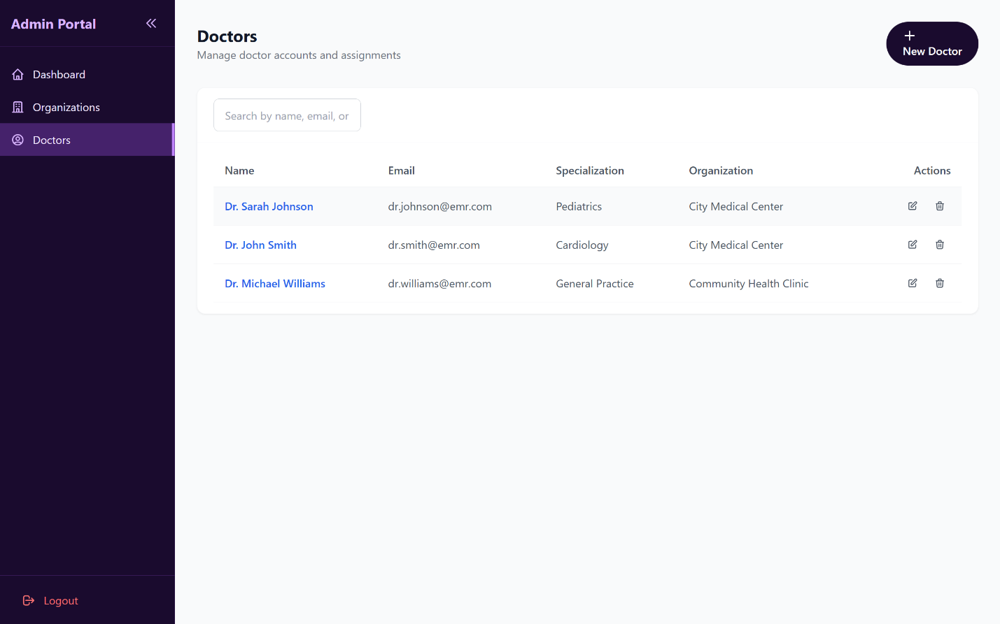 Admin Portal
Dashboard
Organizations
Doctors
Logout
Doctors
Manage doctor accounts and assignments
New Doctor
Search by name, email, or
Name Email Specialization Organization Actions
Dr. Sarah Johnson dr.johnson@emr.com Pediatrics City Medical Center
Dr. John Smith dr.smith@emr.com Cardiology City Medical Center
Dr. Michael Williams dr.williams@emr.com General Practice Community Health Clinic